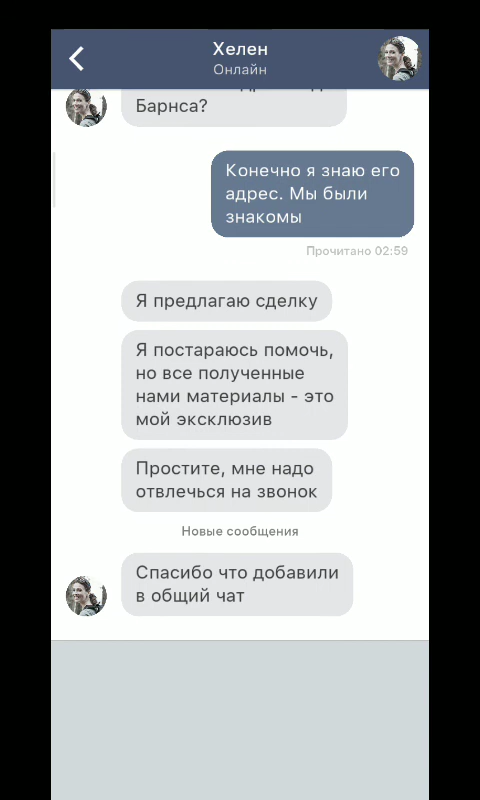 Хелен
Онлайн
Барнса?
Конечно я знаю его
адрес. Мы были
знакомы
Прочитано 02:59
Я предлагаю сделку
Я постараюсь помочь,
но все полученные
нами материалы - это
мой эксклюзив
Простите, мне надо
отвлечься на звонок
Новые сообщения
Спасибо что добавили
в общий чат